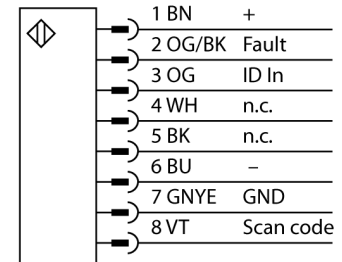 1 BN +
2 OG/BK Fault
3 OG ID In
4 WH n.c.
5 BK n.c.
6 BU –
7 GNYE GND
8 VT Scan code